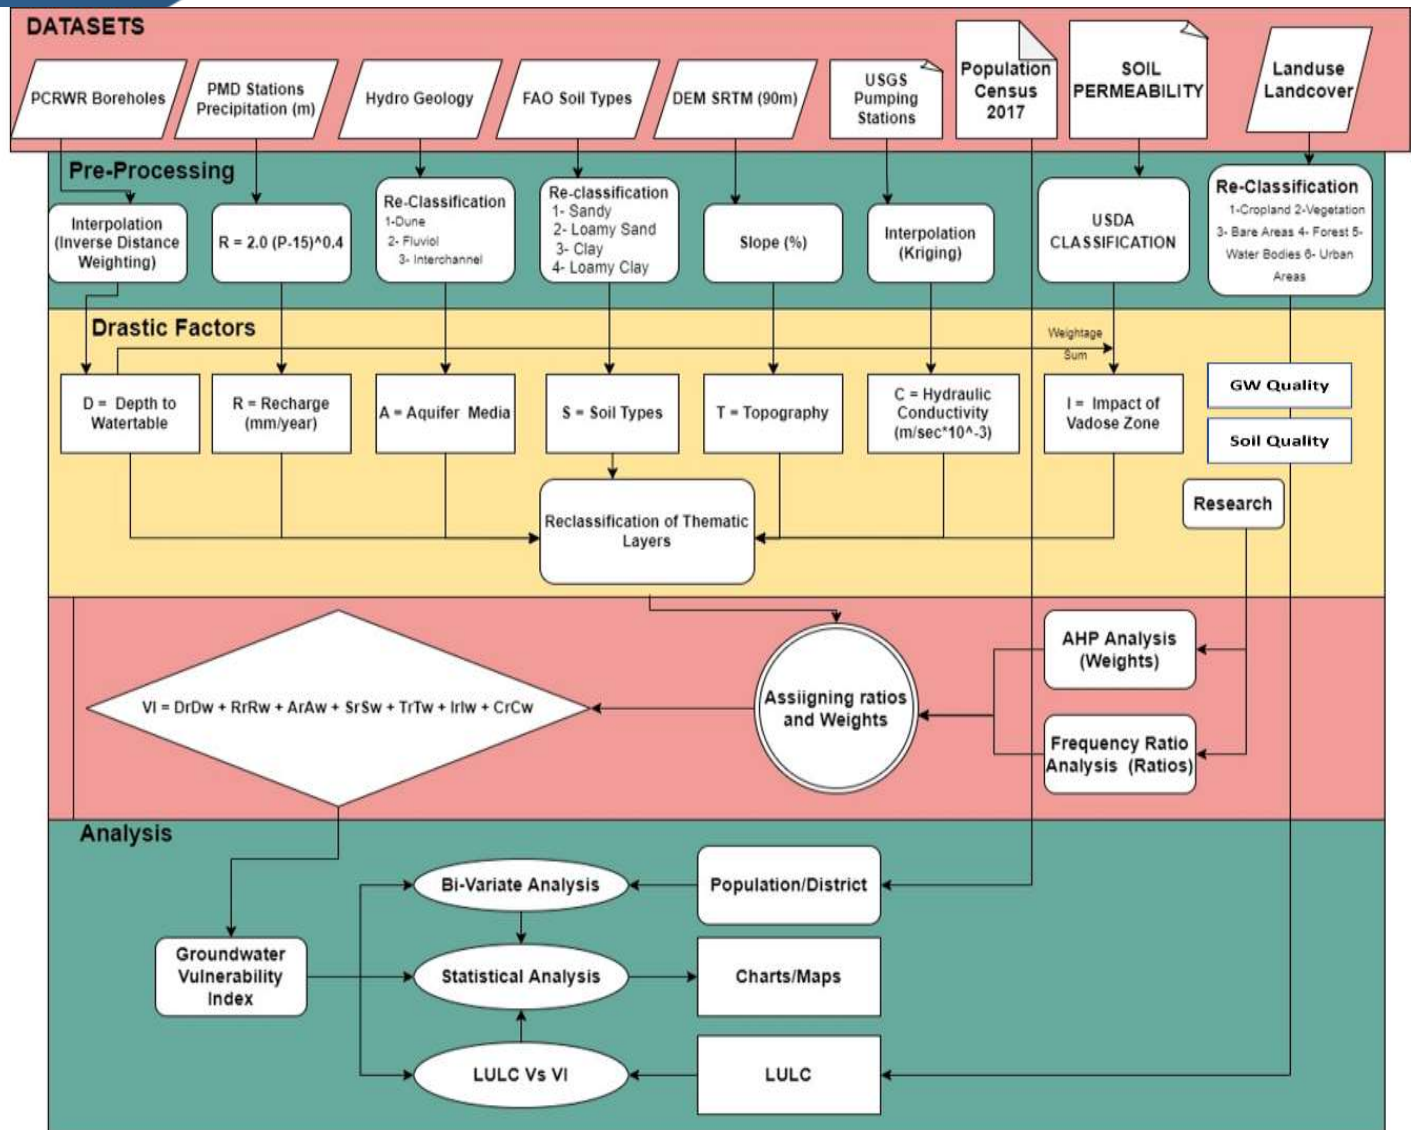 DATASETS
PCRWR Boreholes
PMD Stations
Precipitation (m)
Hydro Geology
FAO Soil Types
DEM SRTM (90m)
USGS
Pumping
Stations
Population
Census
2017
SOIL
PERMEABILITY
Landuse
Landcover
Pre-Processing
Interpolation
(Inverse Distance
Weighting)
R = 2.0 (P-15)^0.4
Re-Classification
1-Dune
2- Fluviol
3- Interchannel
Re-classification
1- Sandy
2- Loamy Sand
3- Clay
4- Loamy Clay
Slope (%)
Interpolation
(Kriging)
USDA
CLASSIFICATION
Re-Classification
1-Cropland 2-Vegetation
3- Bare Areas 4- Forest 5-
Water Bodies 6- Urban
Areas
Drastic Factors
Weightage
Sum
D = Depth to
Watertable
R = Recharge
(mm/year)
A = Aquifer Media
S = Soil Types
T = Topography
C = Hydraulic
Conductivity
(m/sec*10^-3)
I = Impact of
Vadose Zone
GW Quality
Soil Quality
Reclassification of Thematic
Layers
Research
VI = DrDw + RrRw + ArAw + SrSw + TrTw + IrIw + CrCw
Assiigning ratios
and Weights
AHP Analysis
(Weights)
Frequency Ratio
Analysis (Ratios)
Analysis
Bi-Variate Analysis
Population/District
Groundwater
Vulnerability
Index
Statistical Analysis
Charts/Maps
LULC Vs VI
LULC